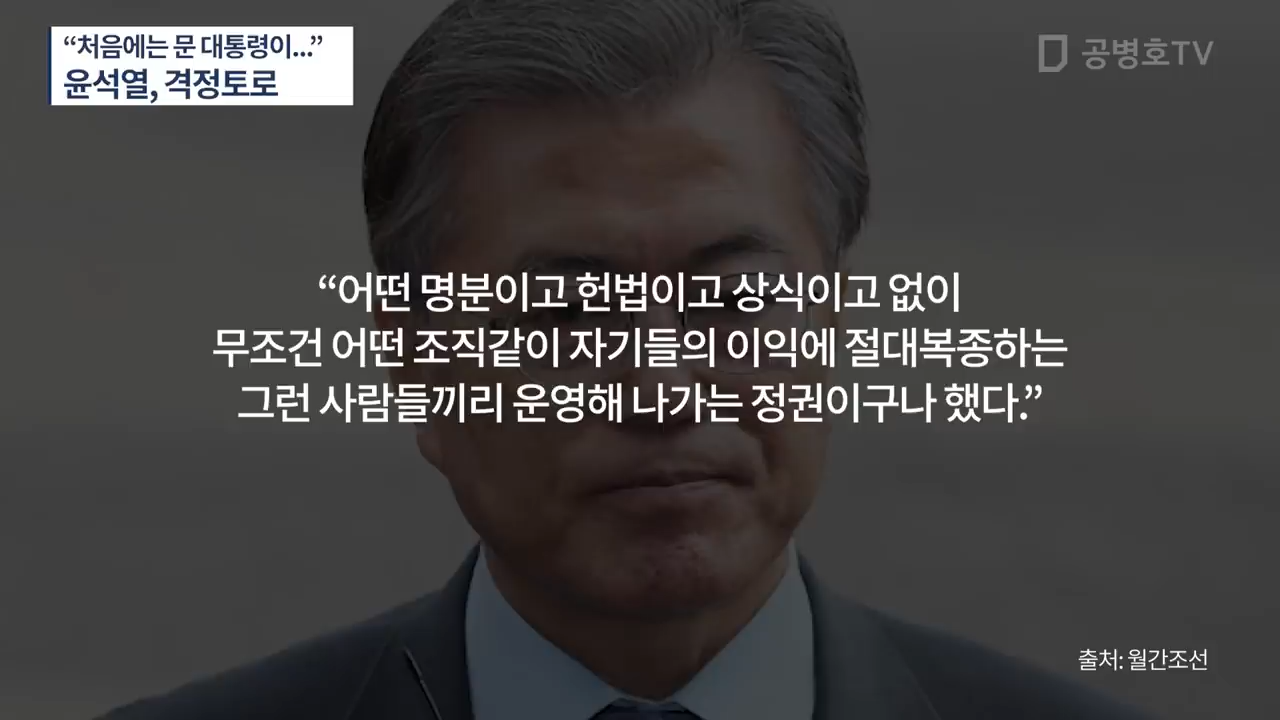 “처음에는 문 대통령이...”
윤석열, 격정토로
공병호TV
“어떤 명분이고 헌법이고 상식이고 없이
무조건 어떤 조직같이 자기들의 이익에 절대복종하는
그런 사람들끼리 운영해 나가는 정권이구나 했다.”
출처: 월간조선